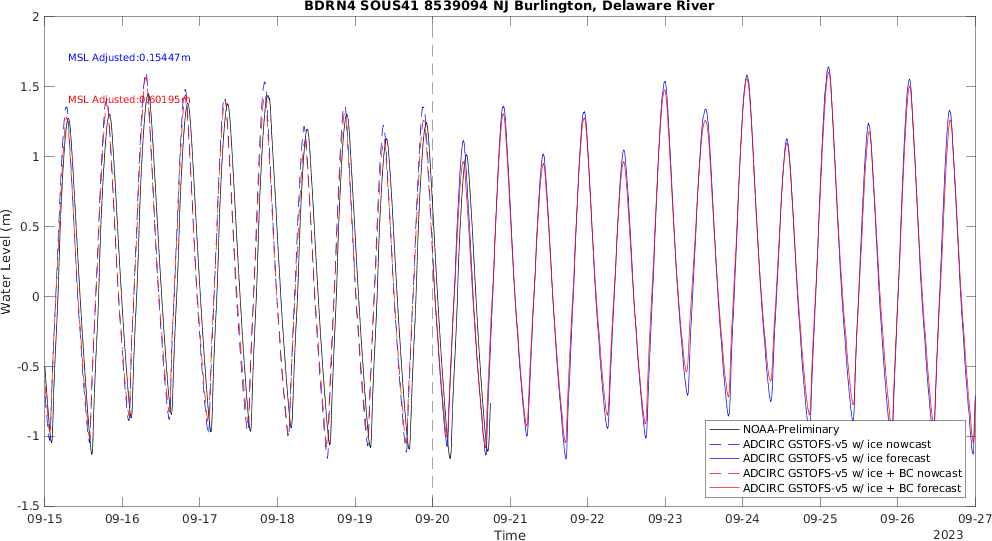 BDRN4 SOUS41 8539094 NJ Burlington, Delaware River
2
1.5
1
0.5
0
-0.5
-1
-1.5
Water Level (m)
MSL Adjusted:0.15447m
MSL Adjusted:0.60195m
NOAA-Preliminary
ADCIRC GSTOFS-v5 w/ ice nowcast
ADCIRC GSTOFS-v5 w/ ice forecast
ADCIRC GSTOFS-v5 w/ ice + BC nowcast
ADCIRC GSTOFS-v5 w/ ice + BC forecast
09-15 09-16 09-17 09-18 09-19 09-20 09-21 09-22 09-23 09-24 09-25 09-26 09-27
Time
2023